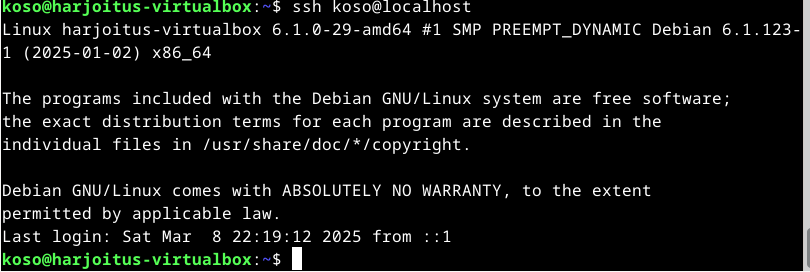 koso@harjoitus-virtualbox:~$ ssh koso@localhost
Linux harjoitus-virtualbox 6.1.0-29-amd64 #1 SMP PREEMPT_DYNAMIC Debian 6.1.123-
1 (2025-01-02) x86_64
The programs included with the Debian GNU/Linux system are free software;
the exact distribution terms for each program are described in the
individual files in /usr/share/doc/*/copyright.
Debian GNU/Linux comes with ABSOLUTELY NO WARRANTY, to the extent
permitted by applicable law.
Last login: Sat Mar  8 22:19:12 2025 from ::1
koso@harjoitus-virtualbox:~$